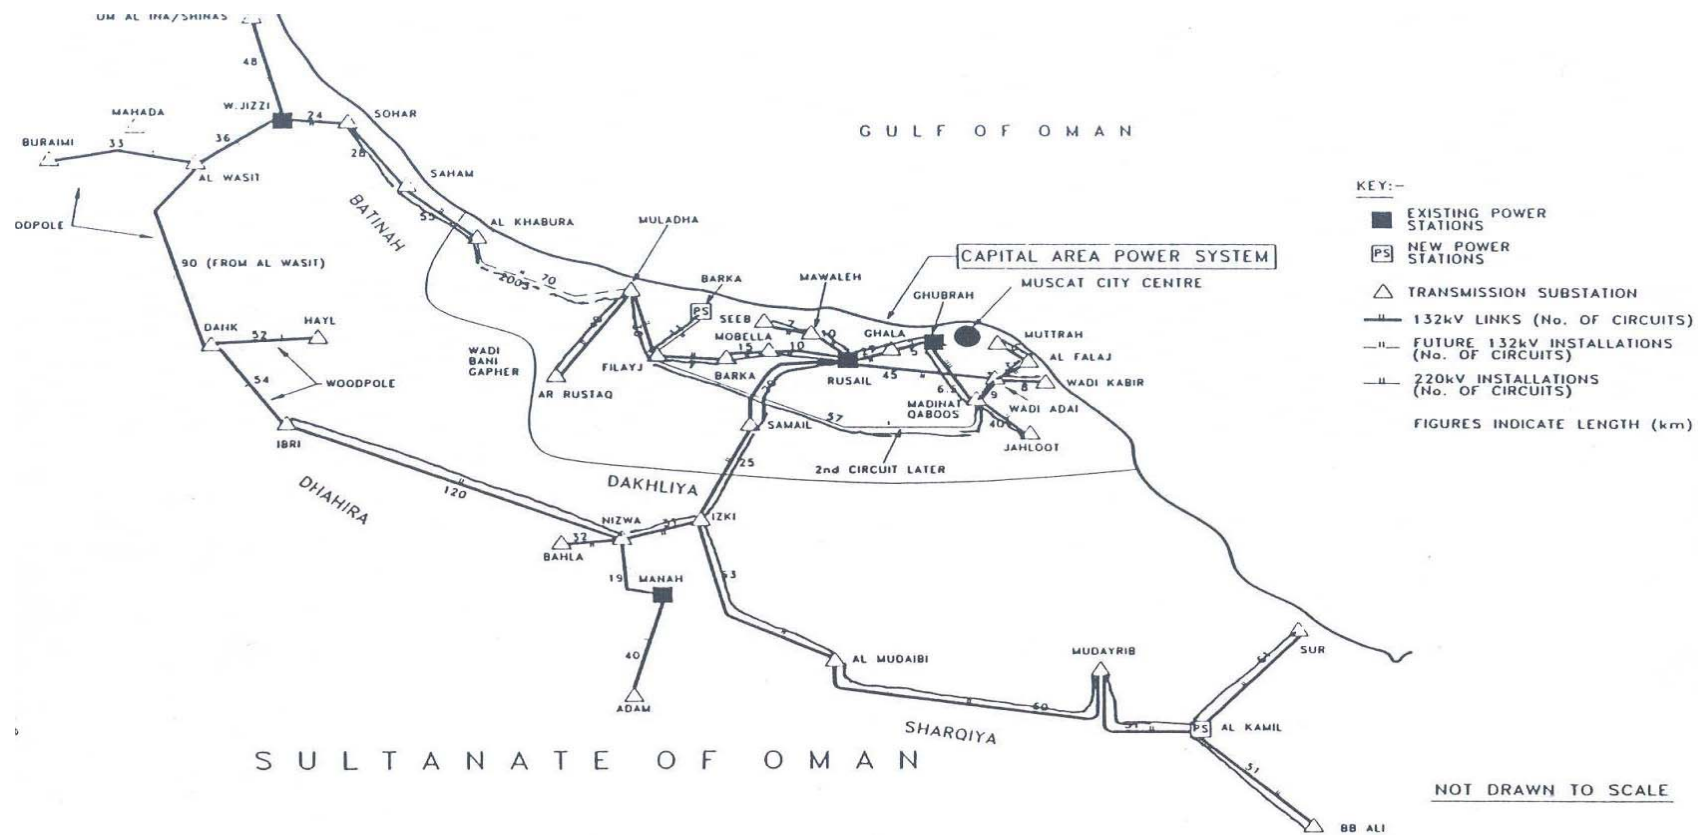 UM AL INA/SHINAS
48
W.JIZZI
24
SOHAR
MAHADA
BURAIMI
33
36
AL WASIT
28
SAHAM
ODPOLE
BATINAH
55
AL KHABURA
MULADHA
GULF OF OMAN
KEY:-
EXISTING POWER
STATIONS
PS
NEW POWER
STATIONS
TRANSMISSION SUBSTATION
132kV LINKS (No. OF CIRCUITS)
FUTURE 132kV INSTALLATIONS
(No. OF CIRCUITS)
220kV INSTALLATIONS
(No. OF CIRCUITS)
FIGURES INDICATE LENGTH (km)
90 (FROM AL WASIT)
70
2005
BARKA
PS
MAWALEH
CAPITAL AREA POWER SYSTEM
MUSCAT CITY CENTRE
GHUBRAH
SEEB
7
10
GHALA
MUTTRAH
DANK
52
HAYL
MOBELLA
15
10
5
AL FALAJ
WADI
BANI
GAPHER
FILAYJ
BARKA
RUSAIL
45
8
WADI KABIR
54
WOODPOLE
AR RUSTAQ
MADINAT
QABOOS
9
WADI ADAI
57
40
SAMAIL
JAHLOOT
IBRI
25
2nd CIRCUIT LATER
DHAHIRA
120
DAKHLIYA
NIZWA
IZKI
BAHLA
32
19
MANAH
53
40
ADAM
AL MUDAIBI
MUDAYRIB
SUR
60
SHARQIYA
PS
AL KAMIL
51
BB ALI
SULTANATE OF OMAN
NOT DRAWN TO SCALE